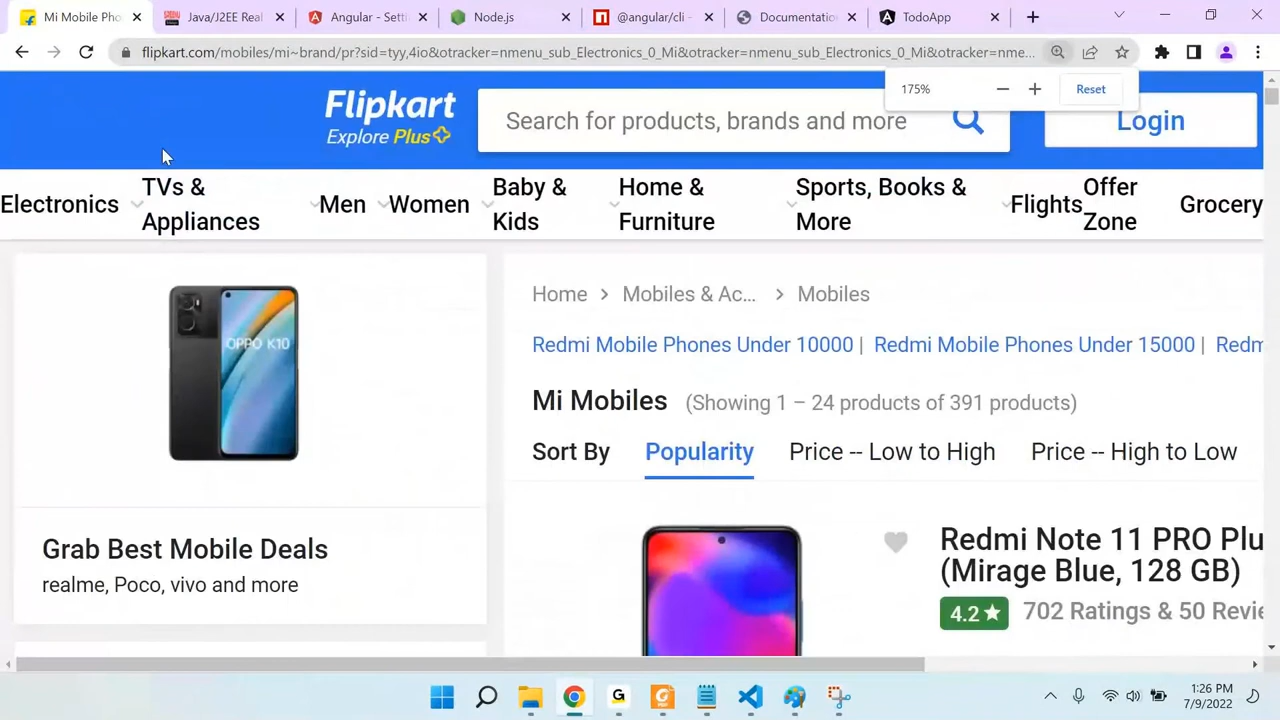 Mi Mobile Pho
Java/J2EE Real
Angular - Setti
Node.js
@angular/cli -
Documentatio
TodoApp
flipkart.com/mobiles/mi~brand/pr?sid=tyy,4io&otracker=nmenu_sub_Electronics_0_Mi&otracker=nmenu_sub_Electronics_0_Mi&otracker=nme...
175%
Reset
Flipkart
Explore Plus
Search for products, brands and more
Login
Electronics
TVs &
Appliances
Men
Women
Baby &
Kids
Home &
Furniture
Sports, Books &
More
Flights
Offer
Zone
Grocery
OPPO K10
Grab Best Mobile Deals
realme, Poco, vivo and more
Home > Mobiles & Ac... > Mobiles
Redmi Mobile Phones Under 10000 | Redmi Mobile Phones Under 15000 | Redm
Mi Mobiles (Showing 1 – 24 products of 391 products)
Sort By Popularity Price -- Low to High Price -- High to Low
Redmi Note 11 PRO Plu
(Mirage Blue, 128 GB)
4.2★ 702 Ratings & 50 Revie
1:26 PM
7/9/2022